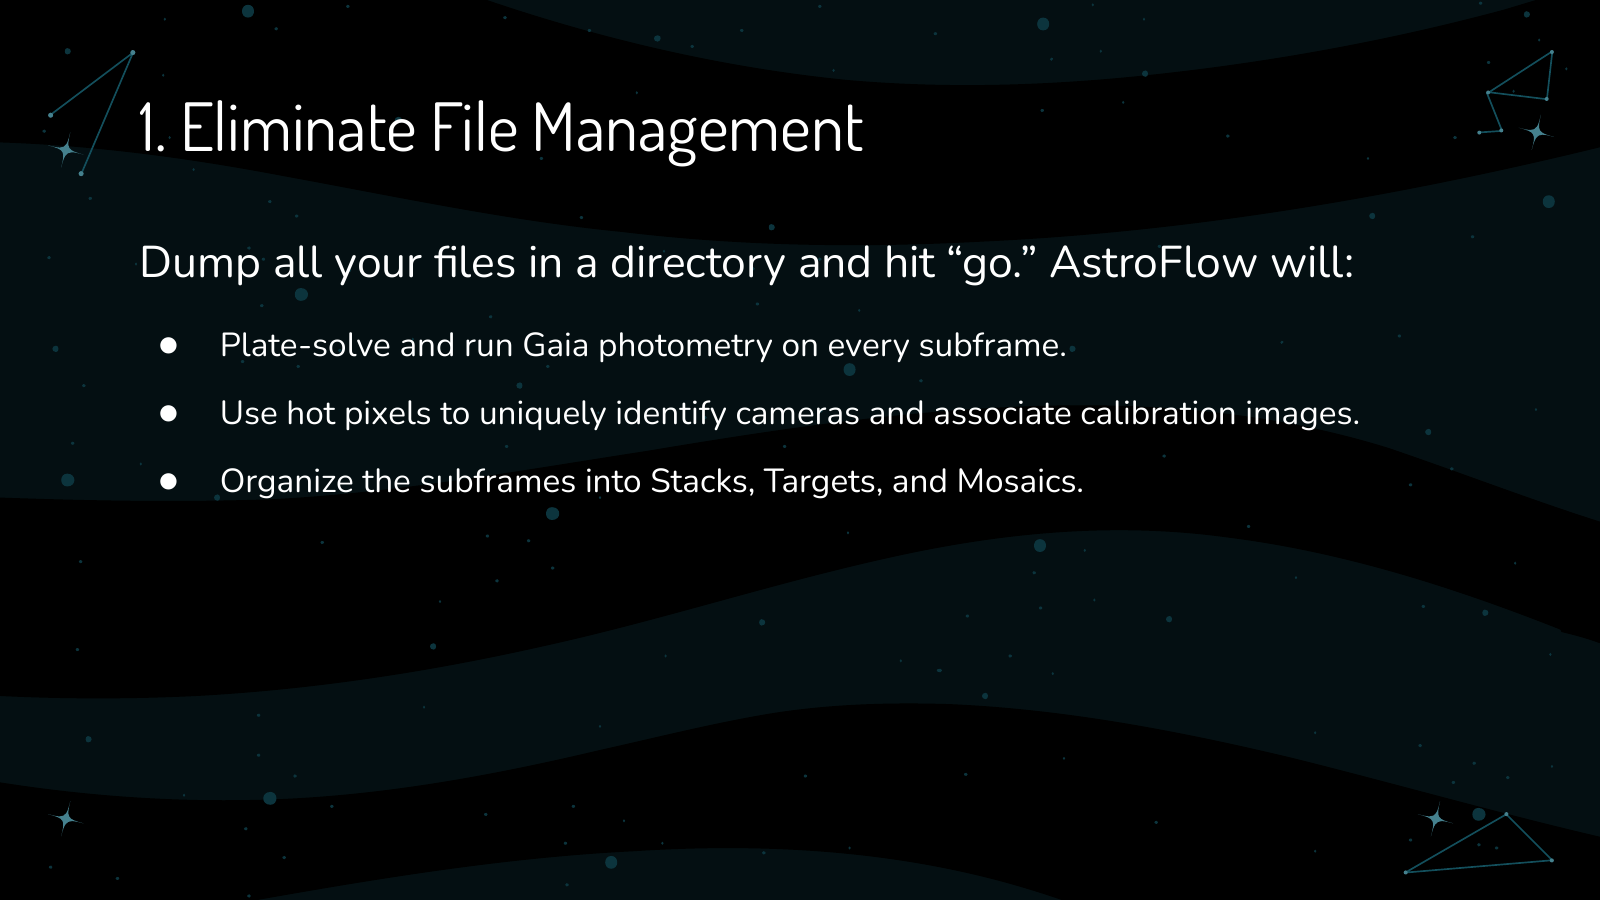 1. Eliminate File Management
Dump all your files in a directory and hit “go.” AstroFlow will:
● Plate-solve and run Gaia photometry on every subframe.
● Use hot pixels to uniquely identify cameras and associate calibration images.
● Organize the subframes into Stacks, Targets, and Mosaics.